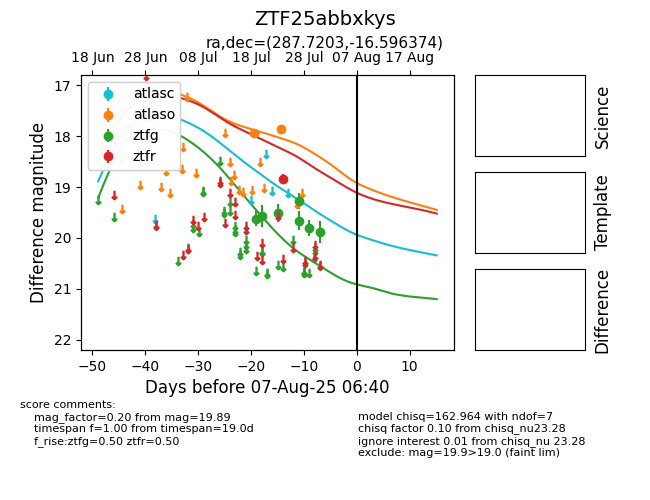 ZTF25abbxkys
ra,dec=(287.7203,-16.596374)
18 Jun 28 Jun 08 Jul 18 Jul 28 Jul 07 Aug 17 Aug
atlasc
atlaso
ztfg
ztfr
17
18
19
20
21
22
Difference magnitude
−50 −40 −30 −20 −10 0 10
Days before 07-Aug-25 06:40
Science
Template
Difference
score comments:
mag_factor=0.20 from mag=19.89
timespan f=1.00 from timespan=19.0d
f_rise:ztfg=0.50 ztfr=0.50
model chisq=162.964 with ndof=7
chisq factor 0.10 from chisq_nu23.28
ignore interest 0.01 from chisq_nu 23.28
exclude: mag=19.9>19.0 (faint lim)